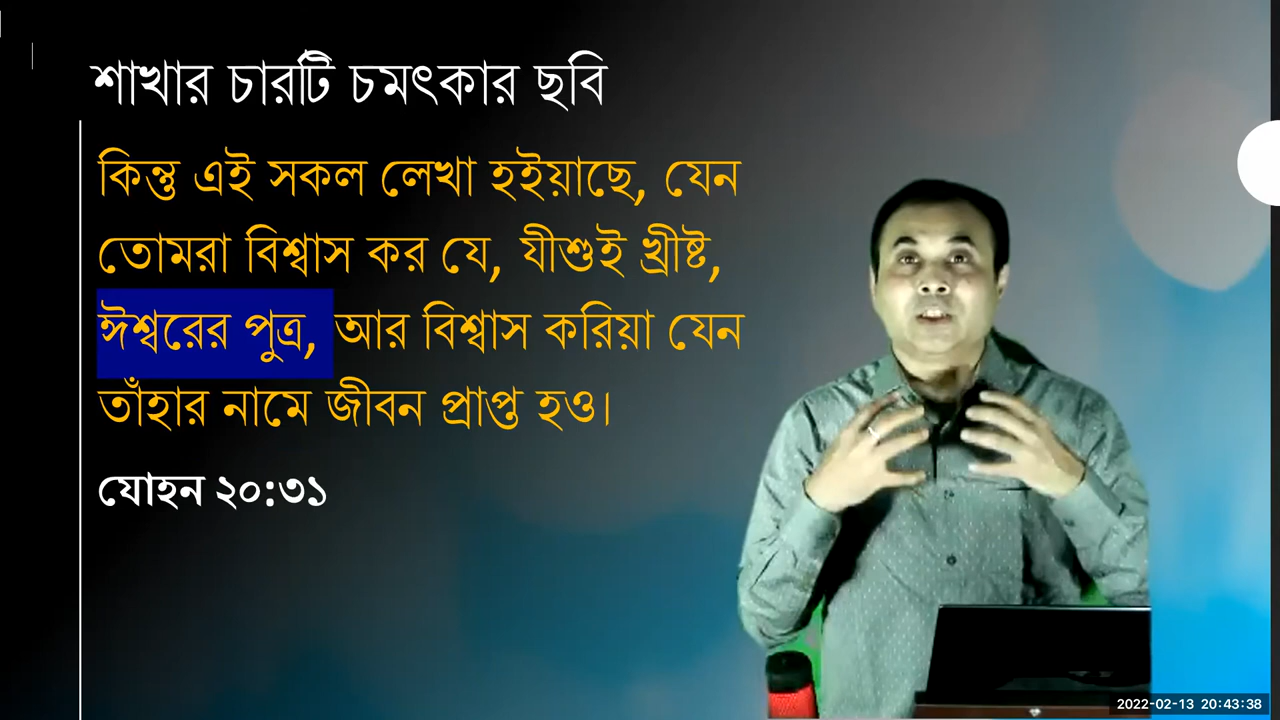 শাখার চারটি চমৎকার ছবি
কিন্তু এই সকল লেখা হইয়াছে, যেন
তোমরা বিশ্বাস কর যে, যীশুই খ্রীষ্ট,
ঈশ্বরের পুত্র, আর বিশ্বাস করিয়া যেন
তাঁহার নামে জীবন প্রাপ্ত হও।
যোহন ২০:৩১
2022-02-13 20:43:38